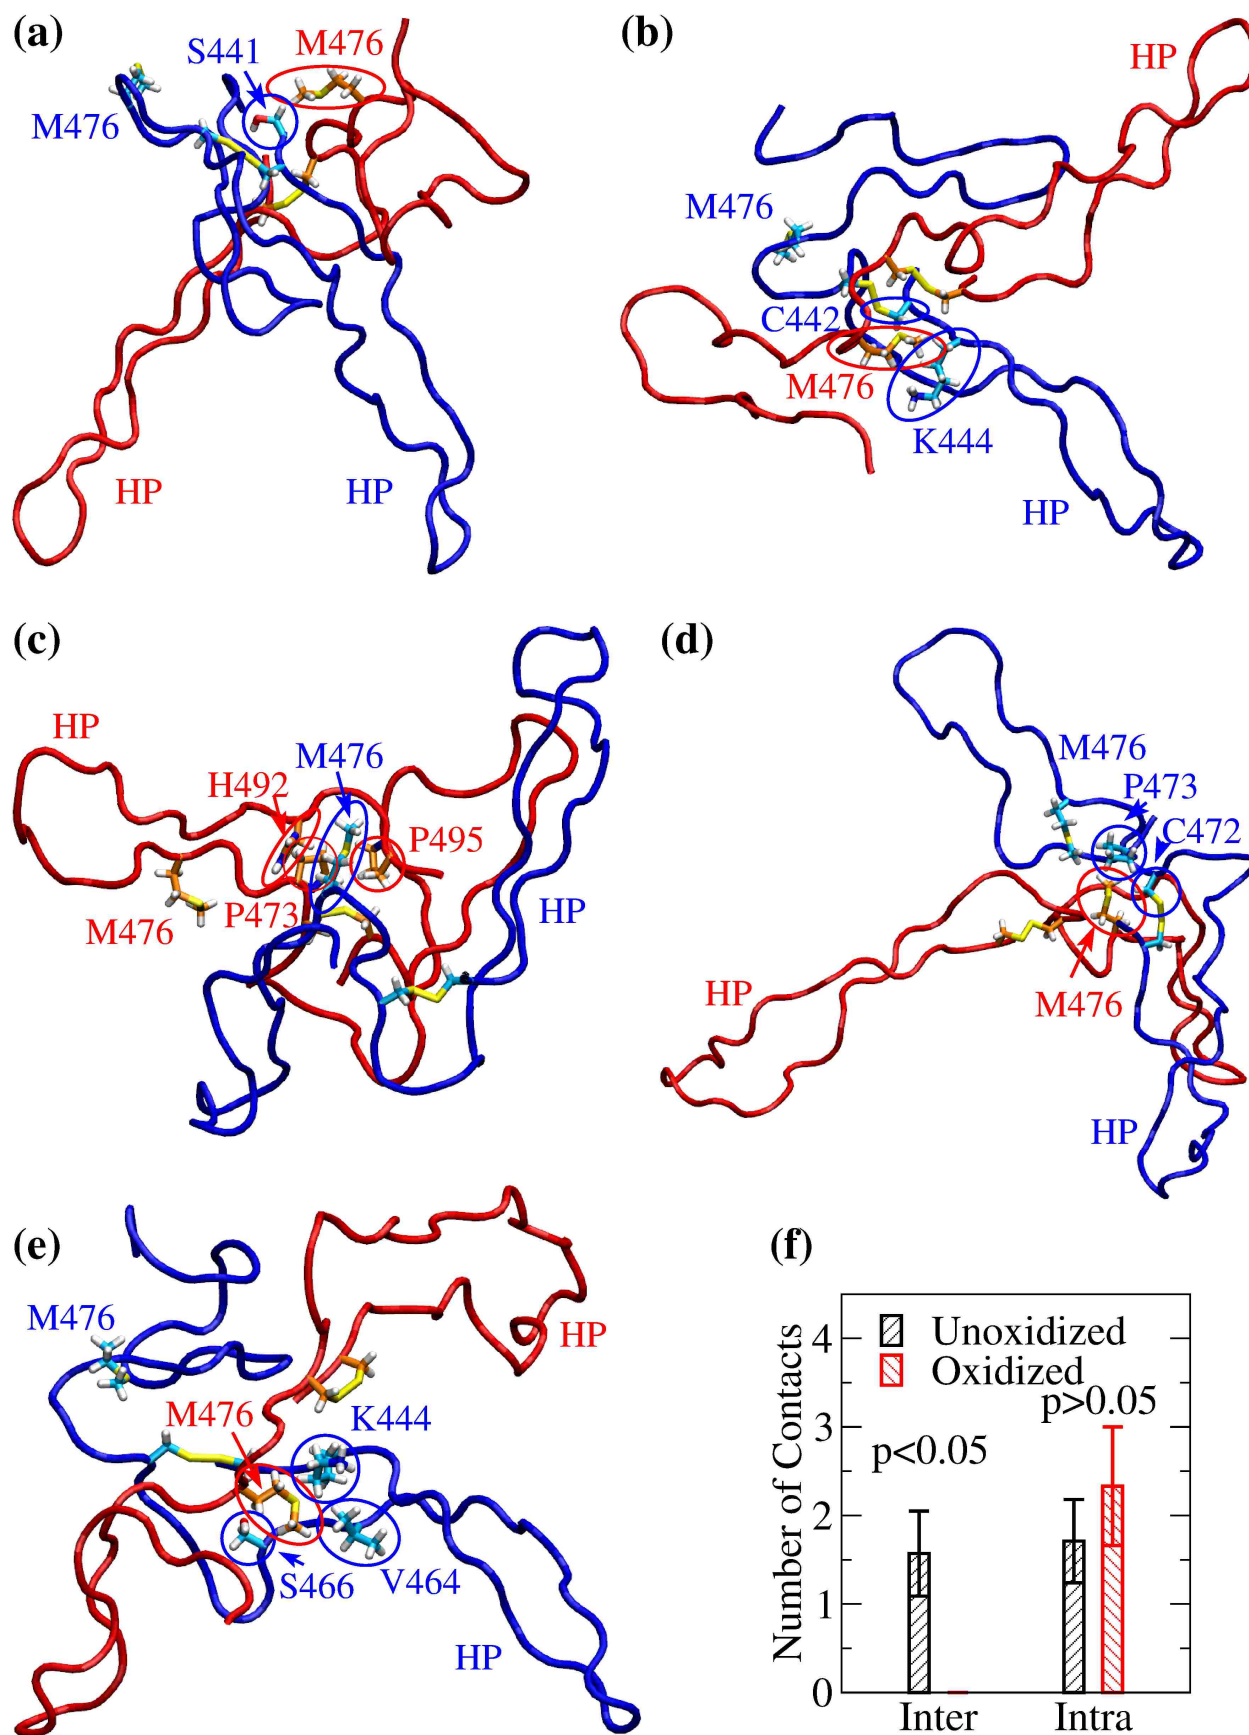 (a)
S441
M476
M476
HP
HP
(b)
HP
M476
C442
M476
K444
HP
(c)
HP
H492
M476
P495
P473
M476
HP
(d)
M476
P473
C472
HP
M476
HP
(e)
M476
HP
M476
K444
S466
V464
HP
(f)
Number of Contacts
4
3
2
1
0
Unoxidized
Oxidized
p>0.05
p<0.05
Inter
Intra